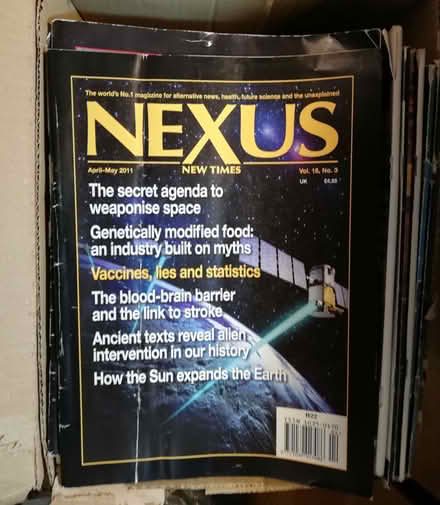 The world's No.1 magazine for alternative news, health, future science and the unexplained
NEXUS
NEW TIMES
April-May 2011
Vol. 18, No. 3
UK
The secret agenda to
weaponise space
Genetically modified food:
an industry built on myths
Vaccines, lies and statistics
The blood-brain barrier
and the link to stroke
Ancient texts reveal alien
intervention in our history
How the Sun expands the Earth